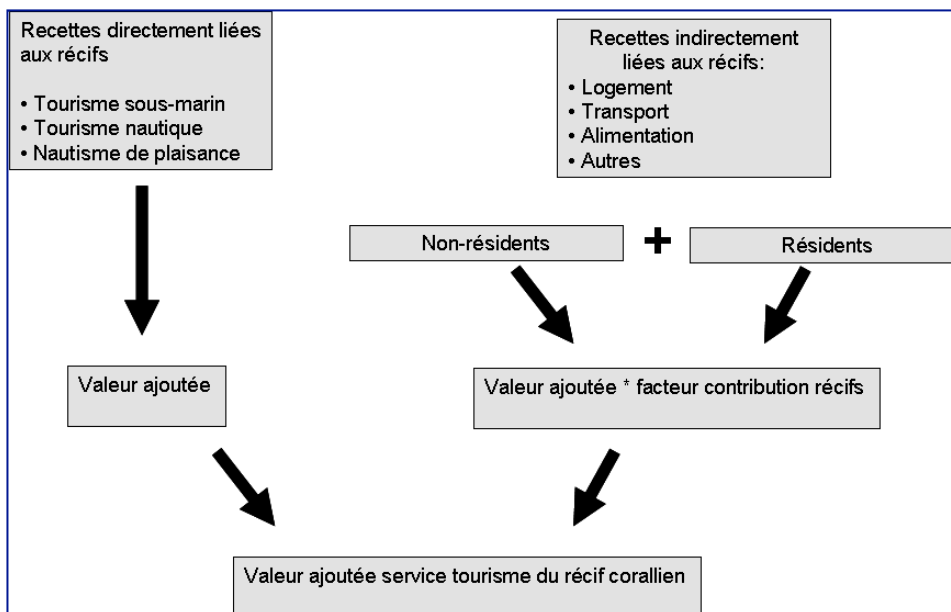 Recettes directement liées
aux récifs
• Tourisme sous-marin
• Tourisme nautique
• Nautisme de plaisance
Recettes indirectement
liées aux récifs:
• Logement
• Transport
• Alimentation
• Autres
Non-résidents
+
Résidents
Valeur ajoutée
Valeur ajoutée * facteur contribution récifs
Valeur ajoutée service tourisme du récif corallien